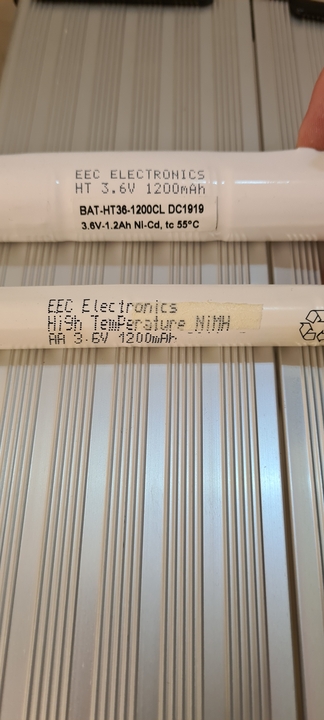 EEC ELECTRONICS
HT 3.6V 1200mAh
BAT-HT36-1200CL DC1919
3.6V-1.2Ah Ni-Cd, tc 55°C
EEC Electronics
High TemPerature NiMH
AA 3.6V 1200mAh